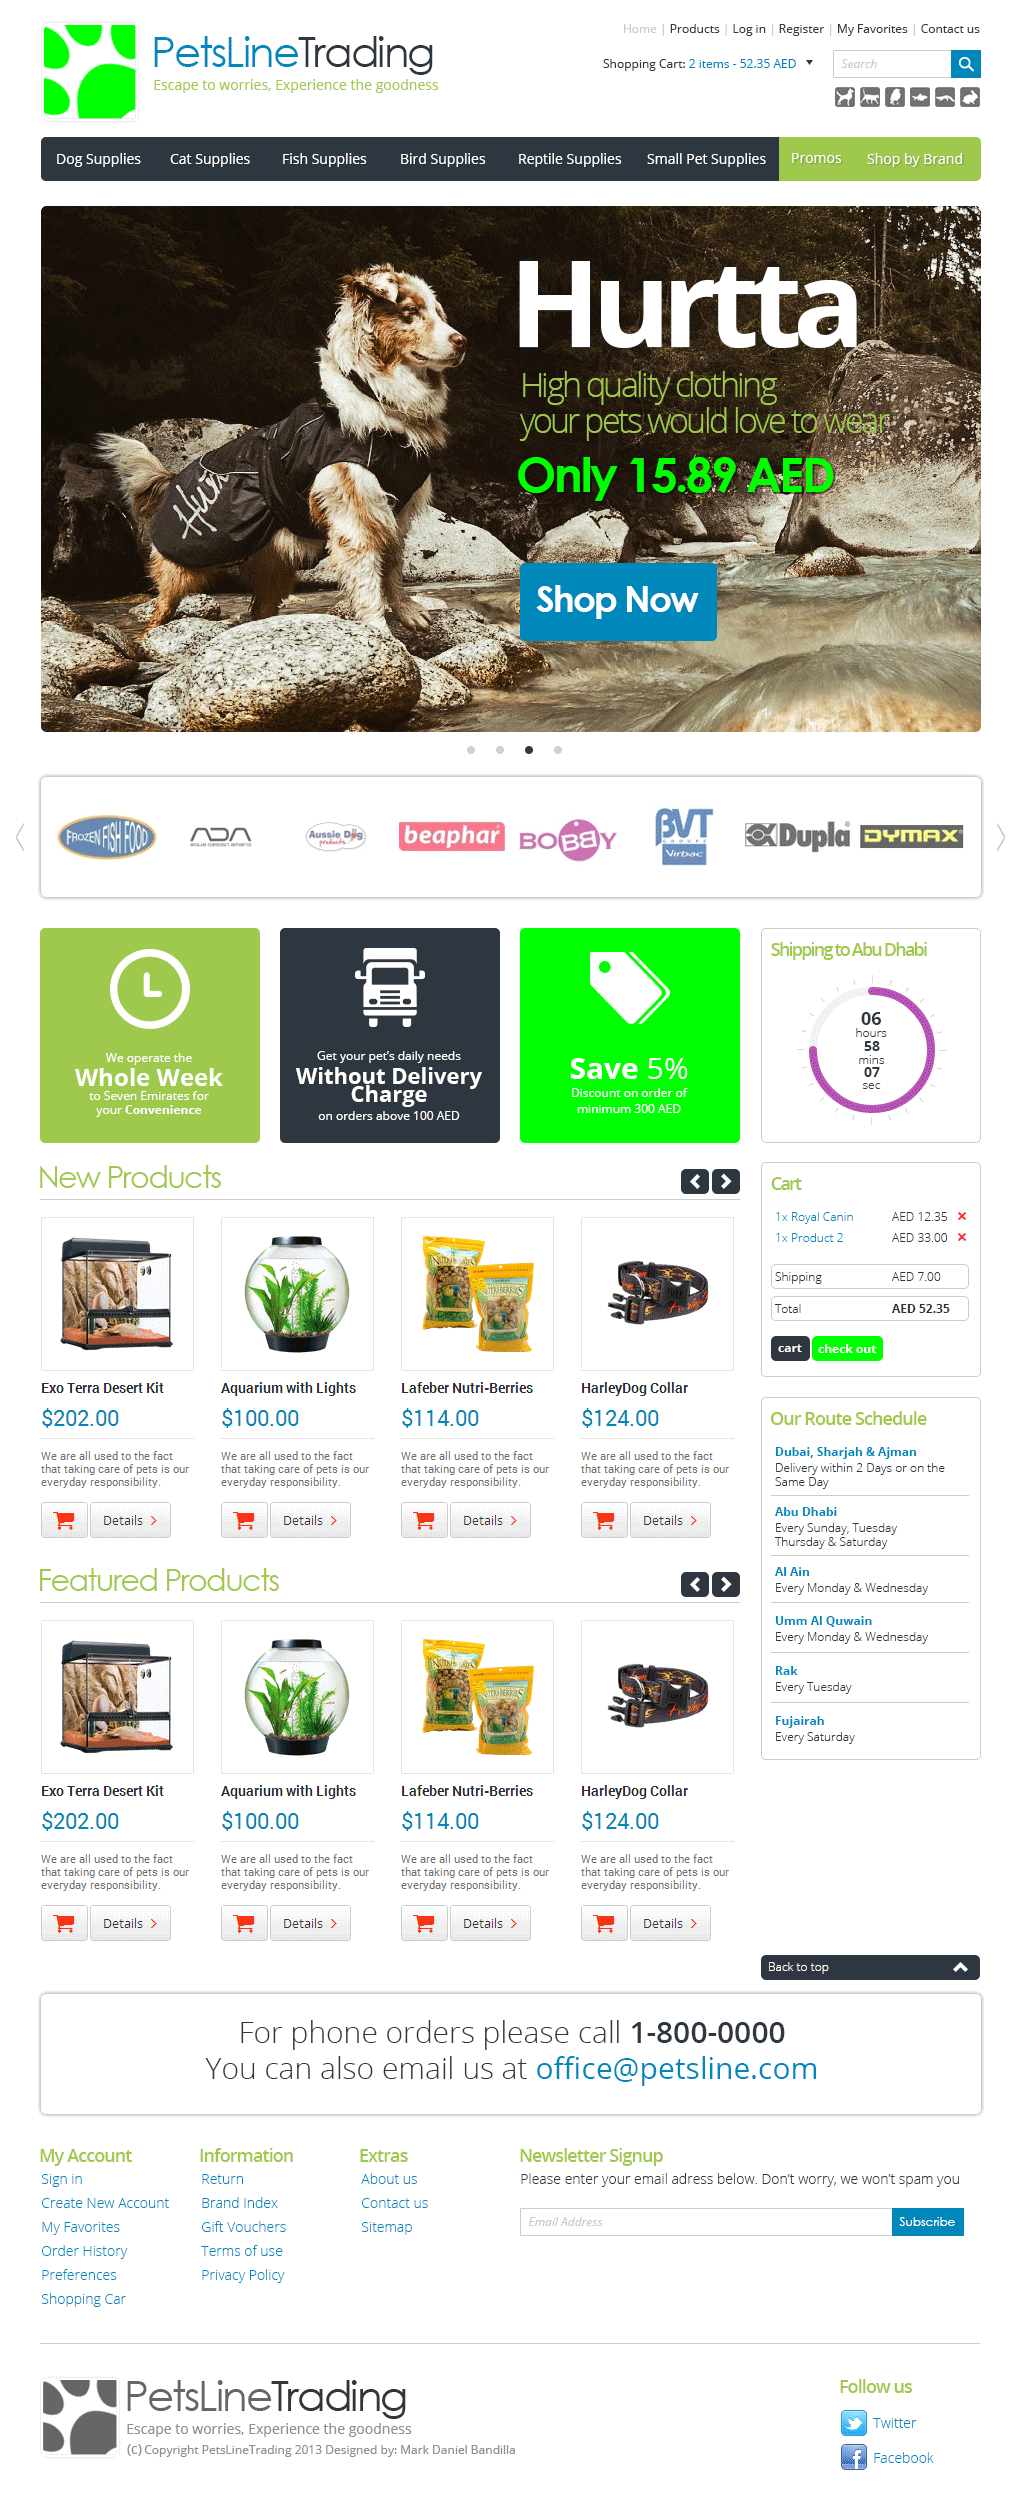 PetsLineTrading
Escape to worries, Experience the goodness
Home | Products | Log in | Register | My Favorites | Contact us
Shopping Cart: 2 items - 52.35 AED
Search
Dog Supplies
Cat Supplies
Fish Supplies
Bird Supplies
Reptile Supplies
Small Pet Supplies
Promos
Shop by Brand
Hurtta
High quality clothing
your pets would love to wear
Only 15.89 AED
Shop Now
FROZEN FISH FOOD
ADA
AQUA DESIGN AMANO
Aussie Dog
products
beaphar
BOBBY
BVT
GROUPE
Virbac
Dupla
DYMAX
We operate the
Whole Week
to Seven Emirates for
your Convenience
Get your pet's daily needs
Without Delivery
Charge
on orders above 100 AED
Save 5%
Discount on order of
minimum 300 AED
Shipping to Abu Dhabi
06
hours
58
mins
07
sec
New Products
Exo Terra Desert Kit
$202.00
We are all used to the fact
that taking care of pets is our
everyday responsibility.
Details
Aquarium with Lights
$100.00
We are all used to the fact
that taking care of pets is our
everyday responsibility.
Details
Lafeber Nutri-Berries
$114.00
We are all used to the fact
that taking care of pets is our
everyday responsibility.
Details
HarleyDog Collar
$124.00
We are all used to the fact
that taking care of pets is our
everyday responsibility.
Details
Cart
1x Royal Canin AED 12.35
1x Product 2 AED 33.00
Shipping AED 7.00
Total AED 52.35
cart
check out
Our Route Schedule
Dubai, Sharjah & Ajman
Delivery within 2 Days or on the
Same Day
Abu Dhabi
Every Sunday, Tuesday
Thursday & Saturday
Al Ain
Every Monday & Wednesday
Umm Al Quwain
Every Monday & Wednesday
Rak
Every Tuesday
Fujairah
Every Saturday
Featured Products
Exo Terra Desert Kit
$202.00
We are all used to the fact
that taking care of pets is our
everyday responsibility.
Details
Aquarium with Lights
$100.00
We are all used to the fact
that taking care of pets is our
everyday responsibility.
Details
Lafeber Nutri-Berries
$114.00
We are all used to the fact
that taking care of pets is our
everyday responsibility.
Details
HarleyDog Collar
$124.00
We are all used to the fact
that taking care of pets is our
everyday responsibility.
Details
Back to top
For phone orders please call 1-800-0000
You can also email us at office@petsline.com
My Account
Sign in
Create New Account
My Favorites
Order History
Preferences
Shopping Car
Information
Return
Brand Index
Gift Vouchers
Terms of use
Privacy Policy
Extras
About us
Contact us
Sitemap
Newsletter Signup
Please enter your email adress below. Don't worry, we won't spam you
Email Address
Subscribe
PetsLineTrading
Escape to worries, Experience the goodness
(C) Copyright PetsLineTrading 2013 Designed by: Mark Daniel Bandilla
Follow us
Twitter
Facebook